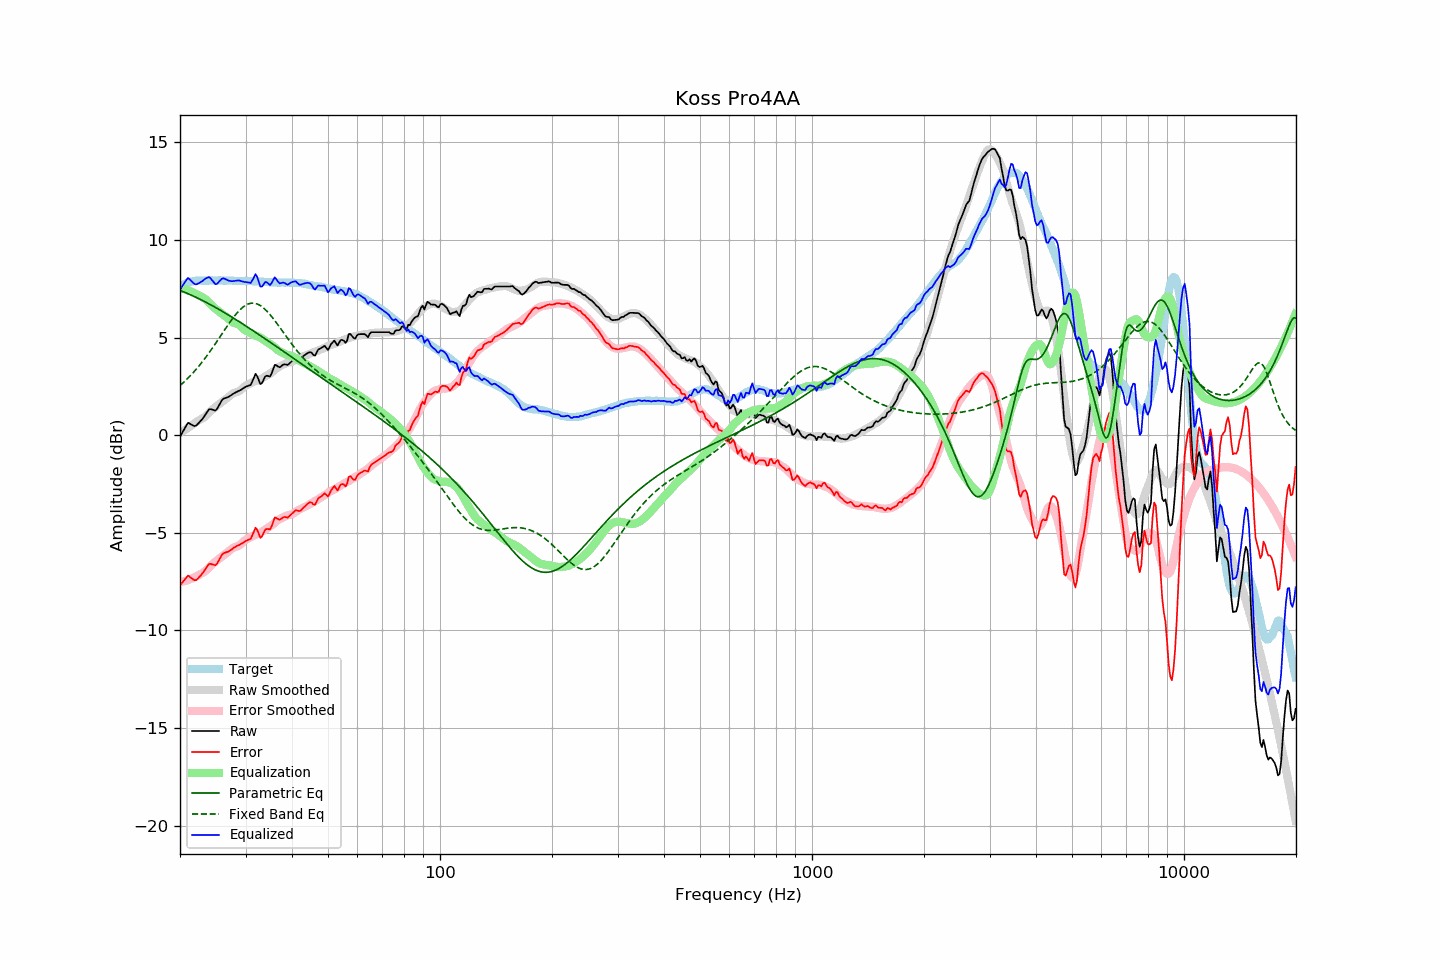 Koss Pro4AA
15
10
5
0
−5
−10
−15
−20
Amplitude (dBr)
Target
Raw Smoothed
Error Smoothed
Raw
Error
Equalization
Parametric Eq
Fixed Band Eq
Equalized
100
1000
10000
Frequency (Hz)